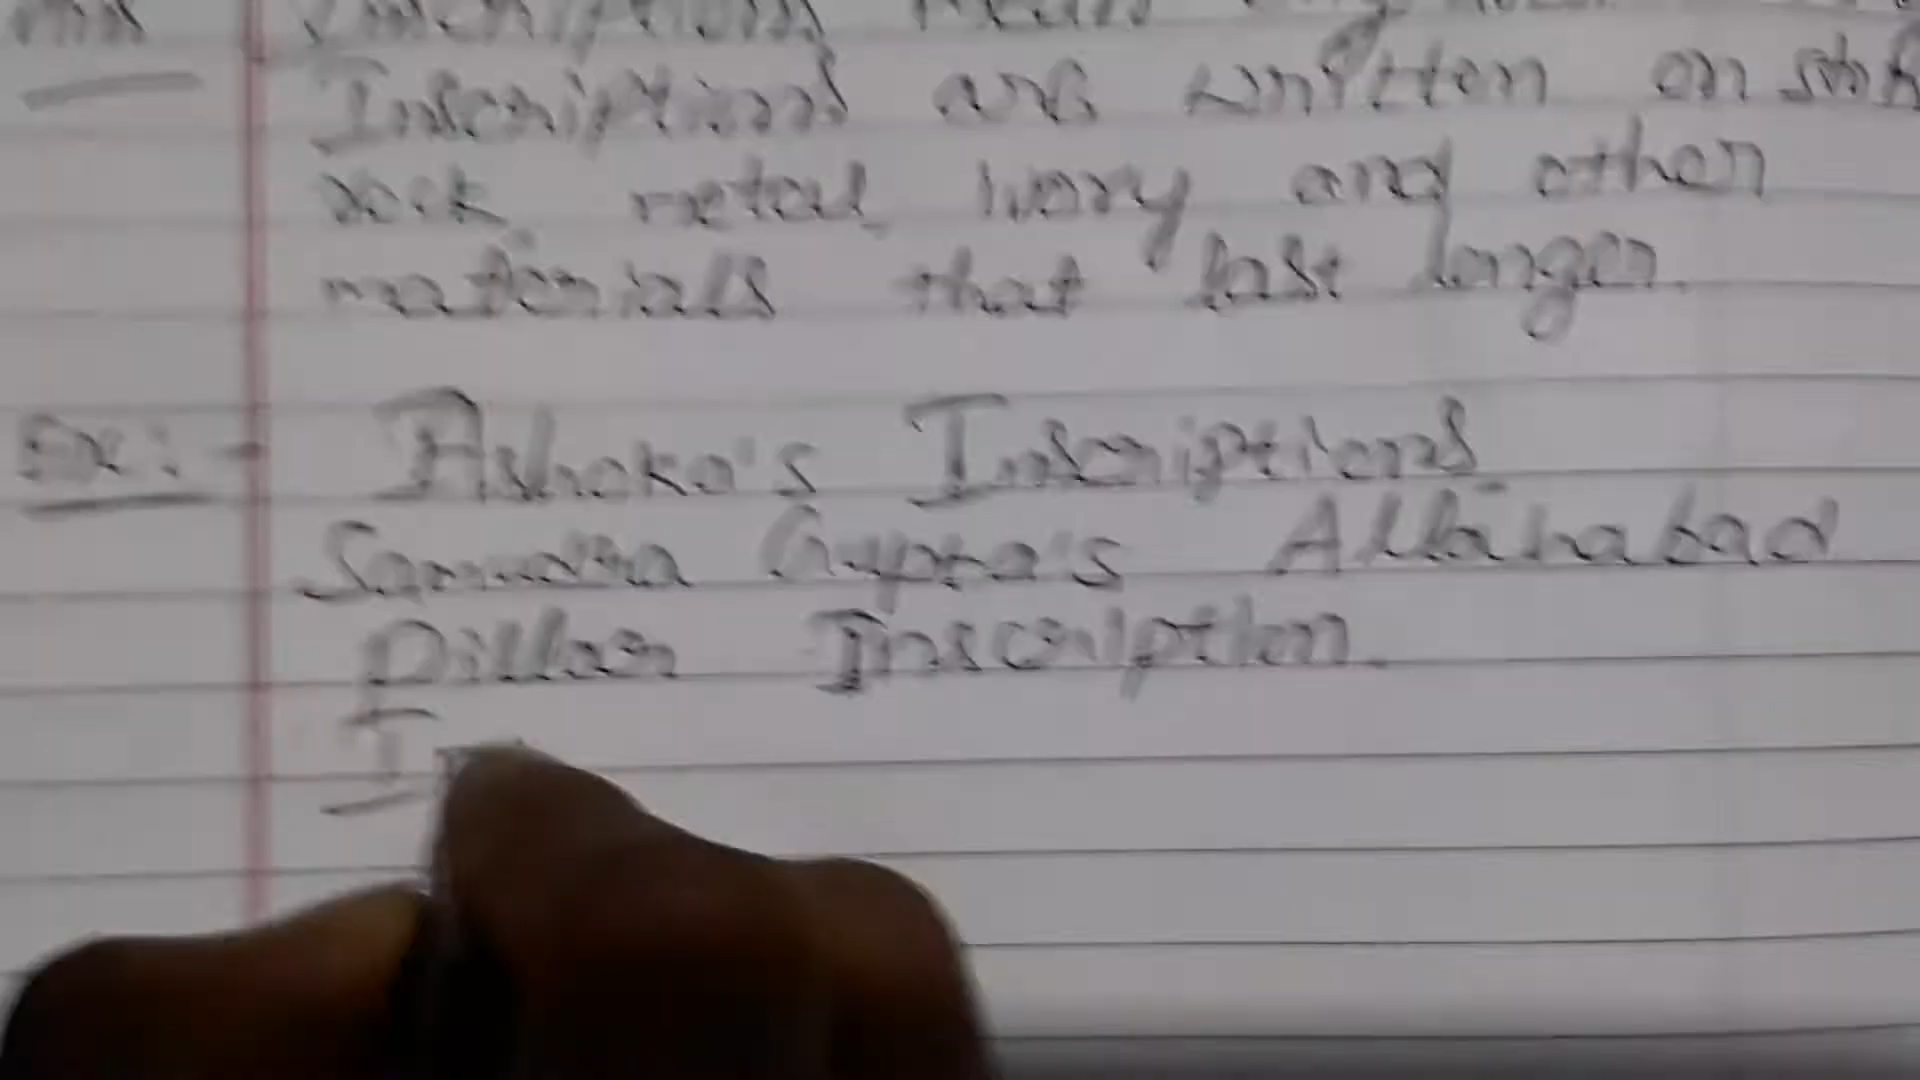 Inscriptions
Inscriptions are written on
rock metal, ivory and other
materials that last longer.
Ex:- Ashoka's Inscriptions
Samudra Gupta's Allahabad
Pillar Inscription.
I